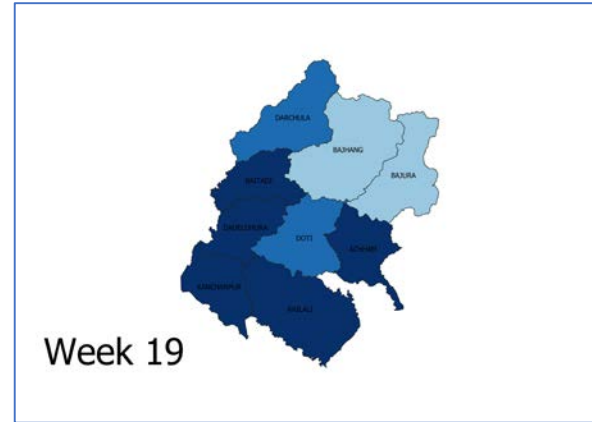 DARCHULA
BAJHANG
BAJURA
BAITADI
DADELDHURA
DOTI
ACHHAM
KANCHANPUR
KAILALI
Week 19